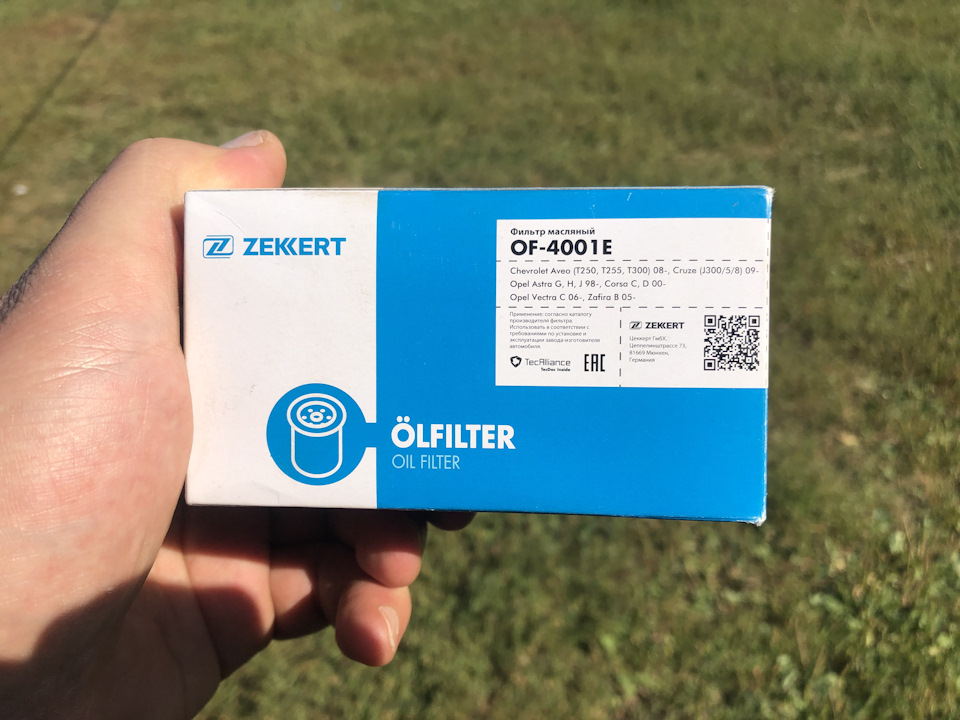 ZEKKERT
Фильтр масляный
OF-4001E
Chevrolet Aveo (T250, T255, T300) 08-, Cruze (J300/5/8) 09-
Opel Astra G, H, J 98-, Corsa C, D 00-
Opel Vectra C 06-, Zafira B 05-
Применение: согласно каталогу
производителя фильтра.
Использовать в соответствии с
требованиями по установке и
эксплуатации завода-изготовителя
автомобиля.
TecAlliance
TecDoc Inside
EAC
ZEKKERT
Цеккерт ГмбХ,
Цеппелинштрассе 73,
81669 Мюнхен,
Германия
ÖLFILTER
OIL FILTER